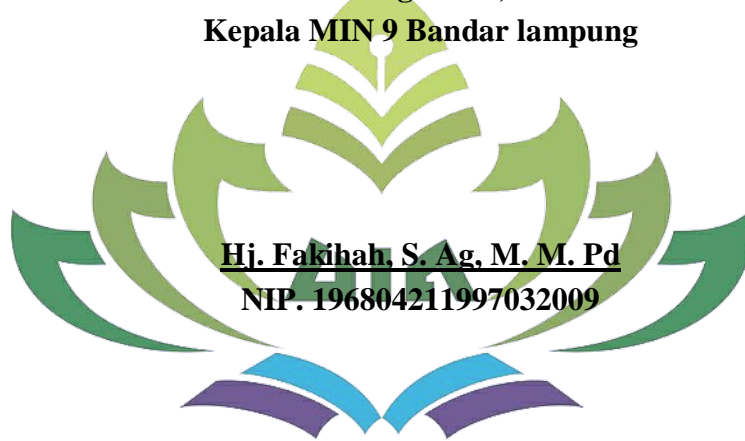 Kepala MIN 9 Bandar lampung
Hj. Fakihah, S. Ag, M. M. Pd
NIP. 196804211997032009